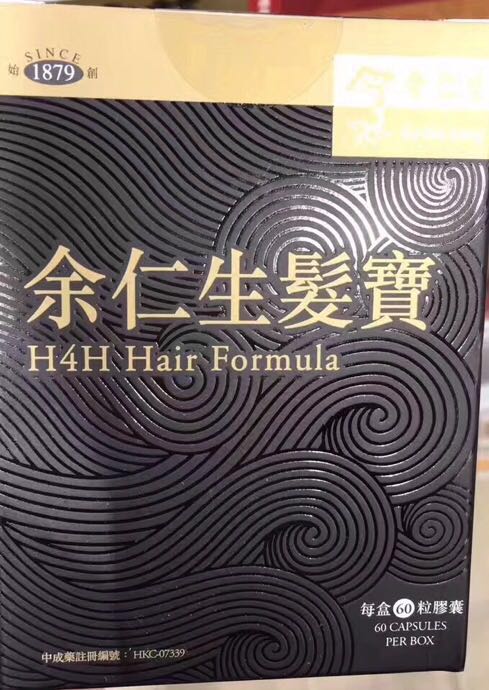 SINCE
始 1879 創
余仁生髮寶
H4H Hair Formula
每盒60粒膠囊
60 CAPSULES
PER BOX
中成藥註冊編號：HKC-07339